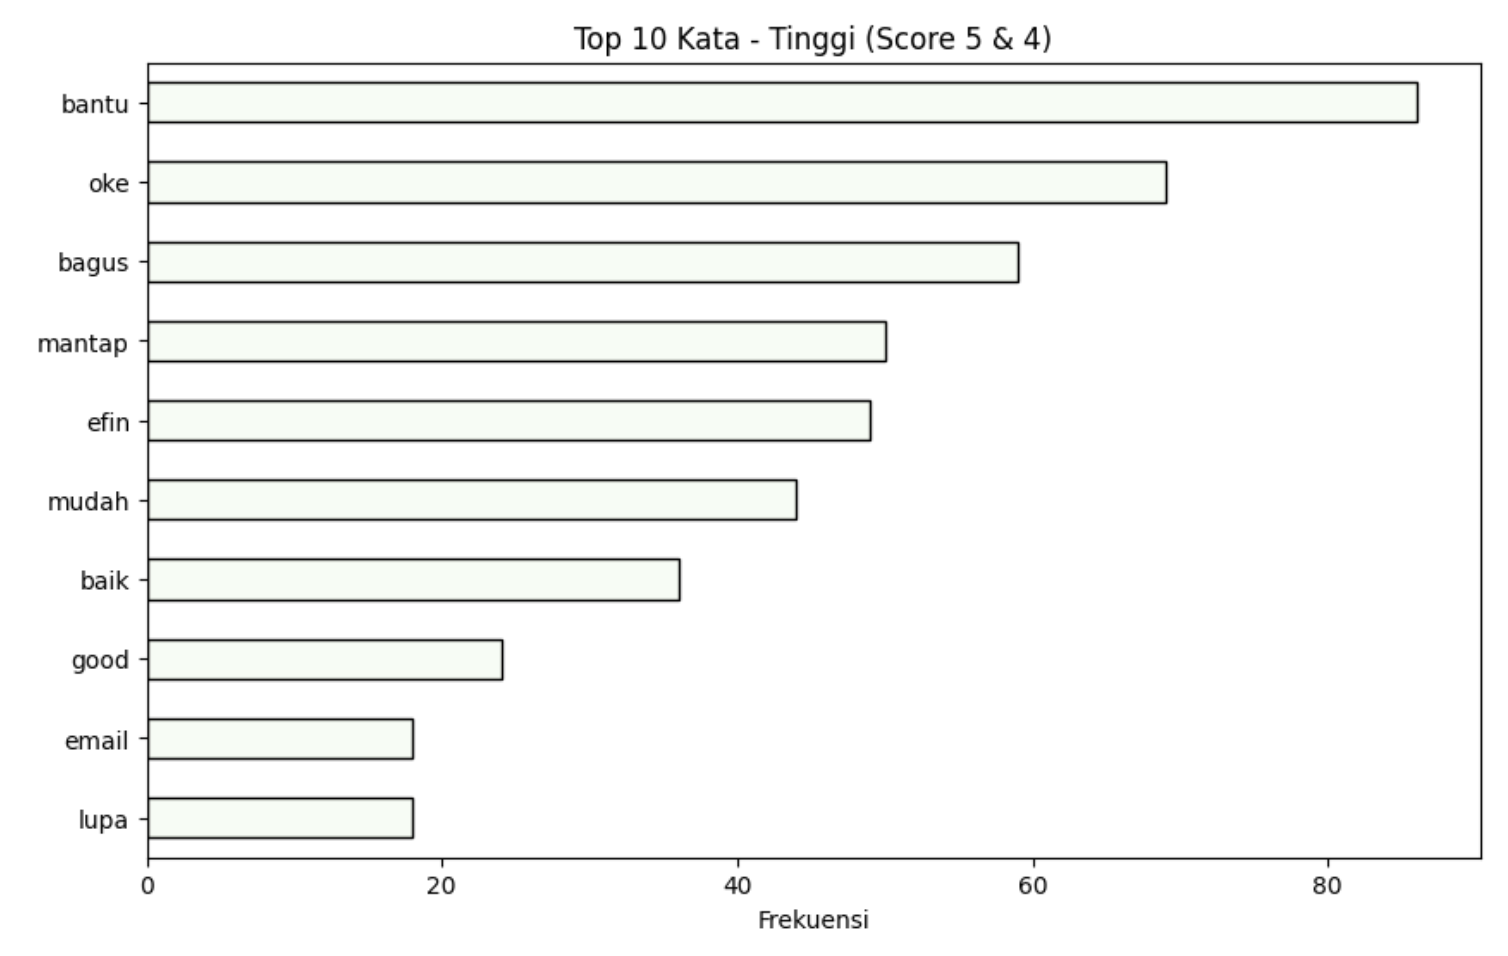 Top 10 Kata - Tinggi (Score 5 & 4)
bantu
oke
bagus
mantap
efin
mudah
baik
good
email
lupa
0 20 40 60 80
Frekuensi